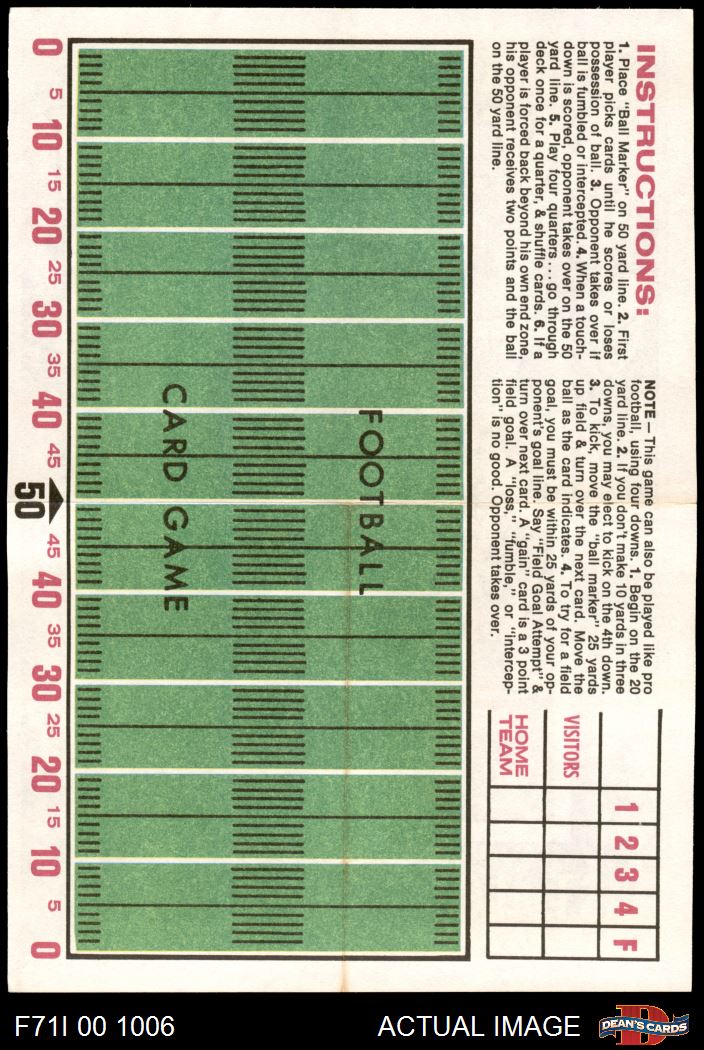 INSTRUCTIONS:
1. Place "Ball Marker" on 50 yard line. 2. First
player picks cards until he scores or loses
possession of ball. 3. Opponent takes over if
ball is fumbled or intercepted. 4. When a touch-
down is scored, opponent takes over on the 50
yard line. 5. Play four quarters...go through
deck once for a quarter, & shuffle cards. 6. If a
player is forced back beyond his own end zone,
his opponent receives two points and the ball
on the 50 yard line.
NOTE—This game can also be played like pro
football, using four downs. 1. Begin on the 20
yard line. 2. If you don't make 10 yards in three
downs, you may elect to kick on the 4th down.
3. To kick, move the "ball marker" 25 yards
up field & turn over the next card. Move the
ball as the card indicates. 4. To try for a field
goal, you must be within 25 yards of your op-
ponent's goal line. Say "Field Goal Attempt" &
turn over next card. A "gain" card is a 3 point
field goal. A "loss," "fumble," or "intercep-
tion" is no good. Opponent takes over.
1 2 3 4 F
VISITORS
HOME
TEAM
FOOTBALL
CARD GAME
0 5 10 15 20 25 30 35 40 45 50 45 40 35 30 25 20 15 10 5 0
F71I 00 1006
ACTUAL IMAGE
D
DEAN'S CARDS